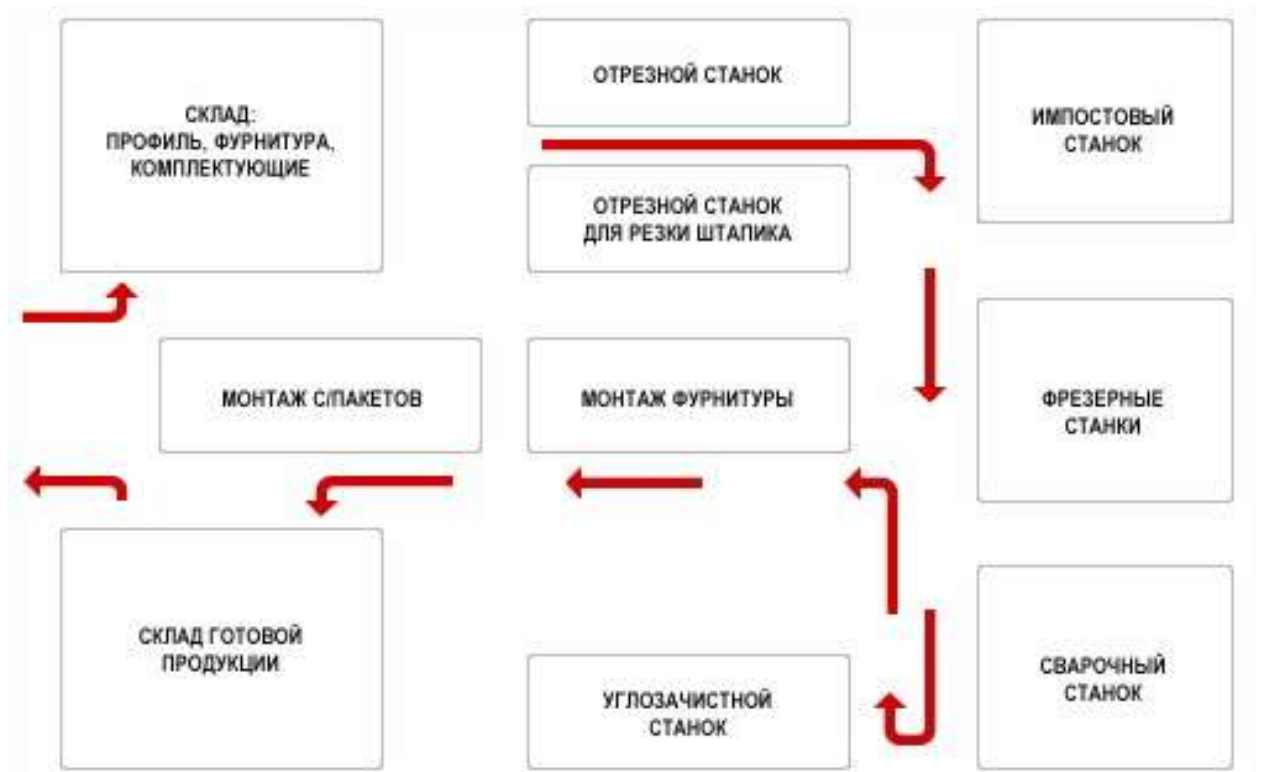 СКЛАД:
ПРОФИЛЬ, ФУРНИТУРА,
КОМПЛЕКТУЮЩИЕ
ОТРЕЗНОЙ СТАНОК
ИМПОСТОВЫЙ
СТАНОК
ОТРЕЗНОЙ СТАНОК
ДЛЯ РЕЗКИ ШТАПИКА
МОНТАЖ С/ПАКЕТОВ
МОНТАЖ ФУРНИТУРЫ
ФРЕЗЕРНЫЕ
СТАНКИ
СКЛАД ГОТОВОЙ
ПРОДУКЦИИ
УГЛОЗАЧИСТНОЙ
СТАНОК
СВАРОЧНЫЙ
СТАНОК